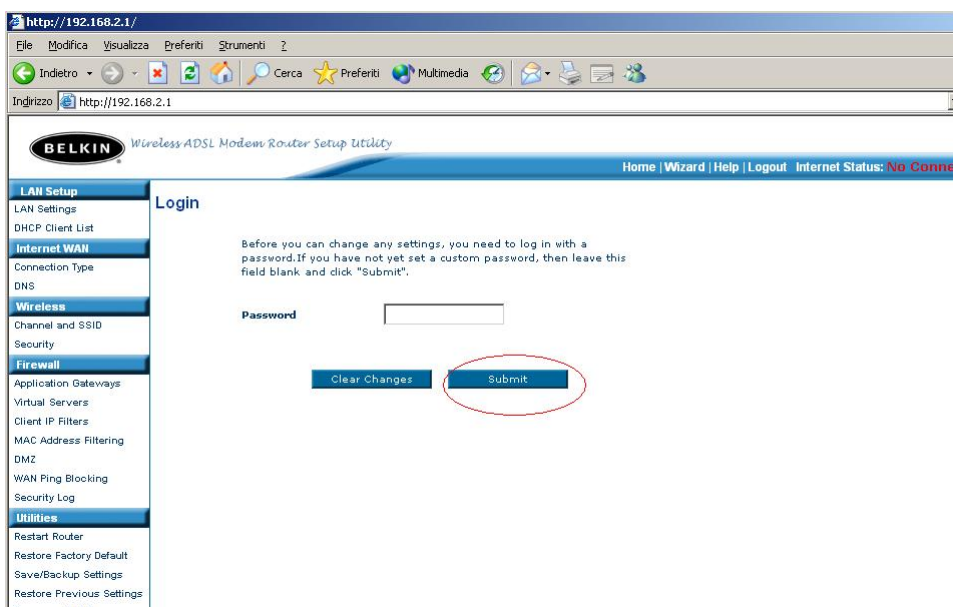 http://192.168.2.1/
File Modifica Visualizza Preferiti Strumenti ?
Indietro Cerca Preferiti Multimedia
Indirizzo http://192.168.2.1
BELKIN Wireless ADSL Modem Router Setup Utility
Home | Wizard | Help | Logout Internet Status: No Conne
LAN Setup
LAN Settings
DHCP Client List
Internet WAN
Connection Type
DNS
Wireless
Channel and SSID
Security
Firewall
Application Gateways
Virtual Servers
Client IP Filters
MAC Address Filtering
DMZ
WAN Ping Blocking
Security Log
Utilities
Restart Router
Restore Factory Default
Save/Backup Settings
Restore Previous Settings
Login
Before you can change any settings, you need to log in with a
password.If you have not yet set a custom password, then leave this
field blank and click "Submit".
Password
Clear Changes Submit